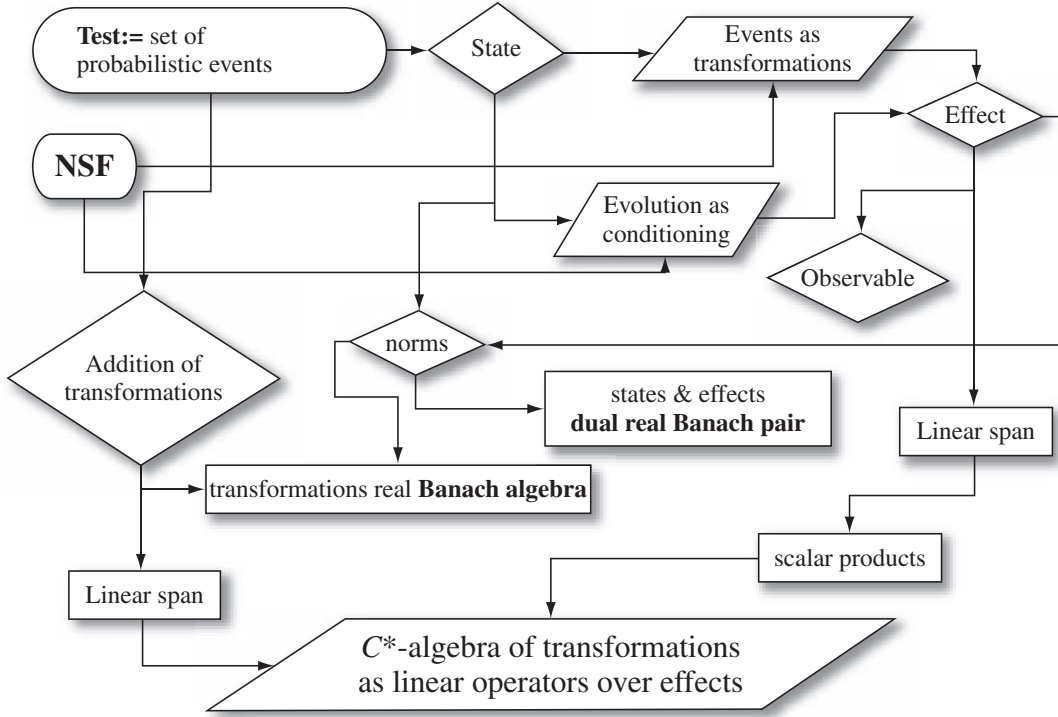 Test:= set of
probabilistic events
State
Events as
transformations
Effect
NSF
Evolution as
conditioning
Observable
Addition of
transformations
norms
states & effects
dual real Banach pair
Linear span
transformations real Banach algebra
scalar products
Linear span
C*-algebra of transformations
as linear operators over effects